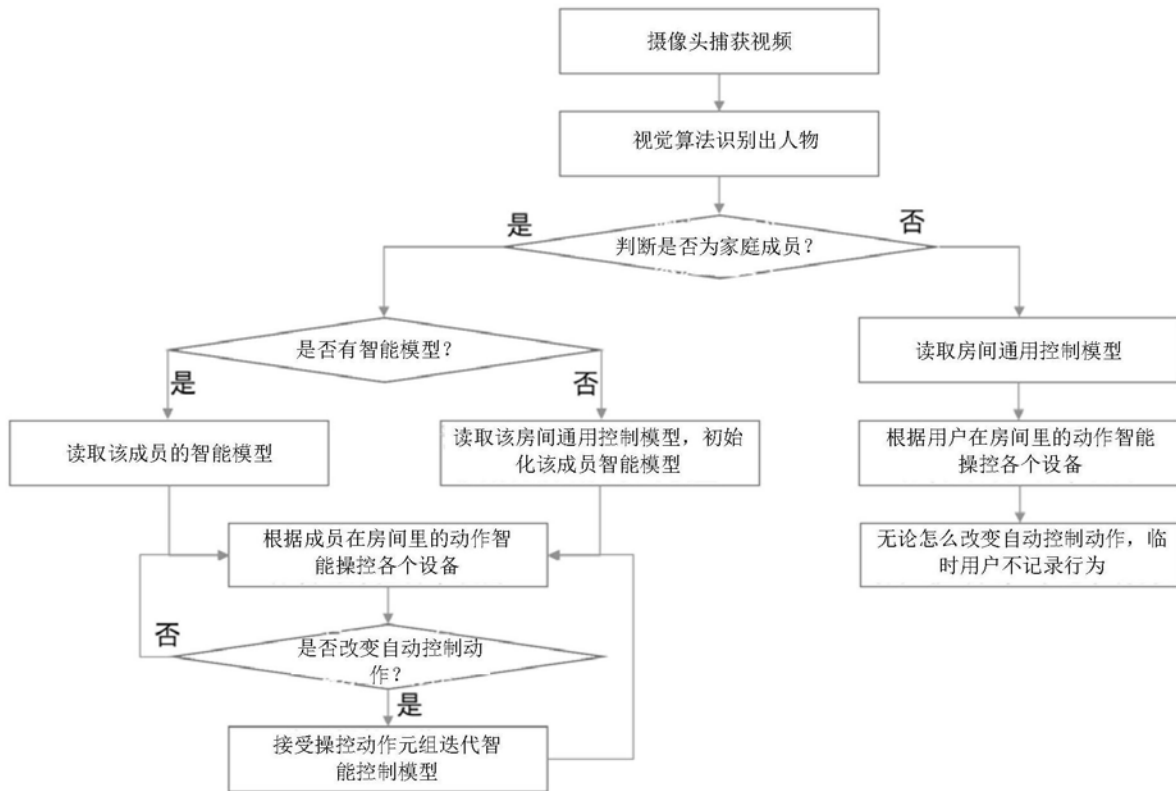 摄像头捕获视频
视觉算法识别出人物
是
否
判断是否为家庭成员？
是否有智能模型？
读取房间通用控制模型
是
否
读取该成员的智能模型
读取该房间通用控制模型，初始
化该成员智能模型
根据用户在房间里的动作智能
操控各个设备
根据成员在房间里的动作智
能操控各个设备
无论怎么改变自动控制动作，临
时用户不记录行为
否
是否改变自动控制动
作？
是
接受操控动作元组迭代智
能控制模型